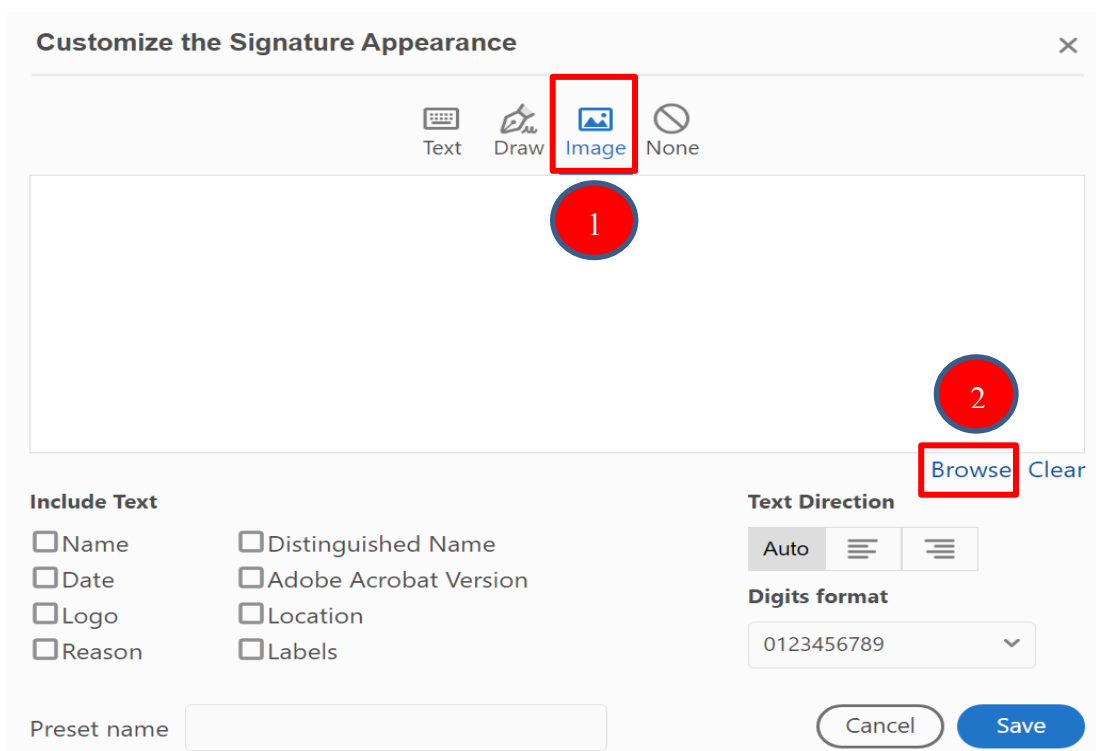 Customize the Signature Appearance
Text Draw Image None
1
2
Browse Clear
Include Text
Name
Date
Logo
Reason
Distinguished Name
Adobe Acrobat Version
Location
Labels
Text Direction
Auto
Digits format
0123456789
Preset name
Cancel Save